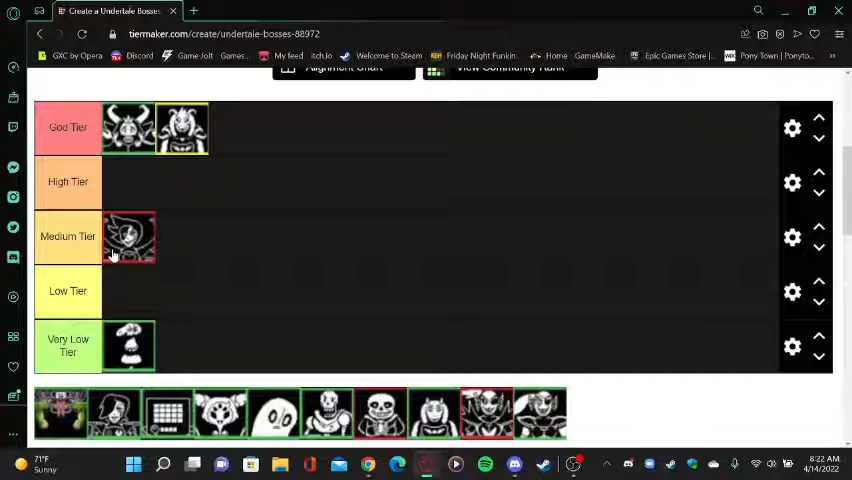 Create a Undertale Bosses
tiermaker.com/create/undertale-bosses-88972
GXC by Opera
Discord
Game Jolt - Games...
My feed
itch.io
Welcome to Steam
Friday Night Funkin...
Home
GameMake...
Epic Games Store |...
Pony Town | Ponyto...
Alignment Chart
View Community Rank
God Tier
High Tier
Medium Tier
Low Tier
Very Low
Tier
71°F
Sunny
8:22 AM
4/14/2022